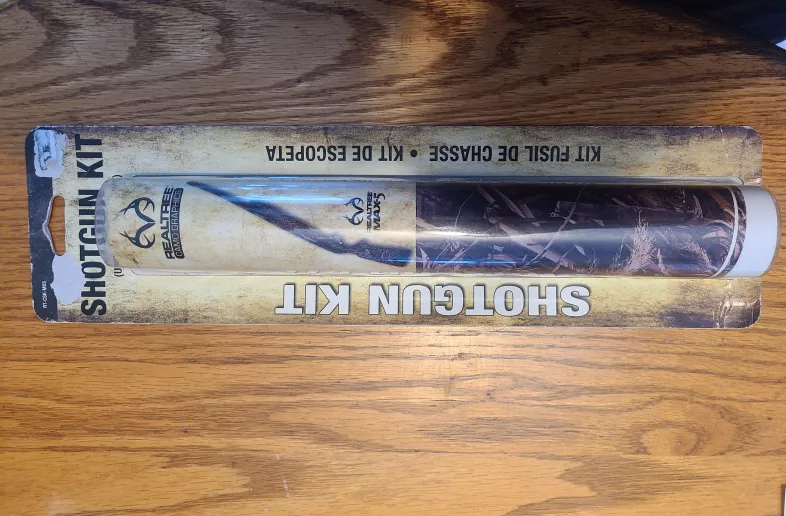 SHOTGUN KIT
REALTREE
CAMO GRAPHICS
REALTREE
MAX-5
KIT FUSIL DE CHASSE • KIT DE ESCOPETA
SHOTGUN KIT